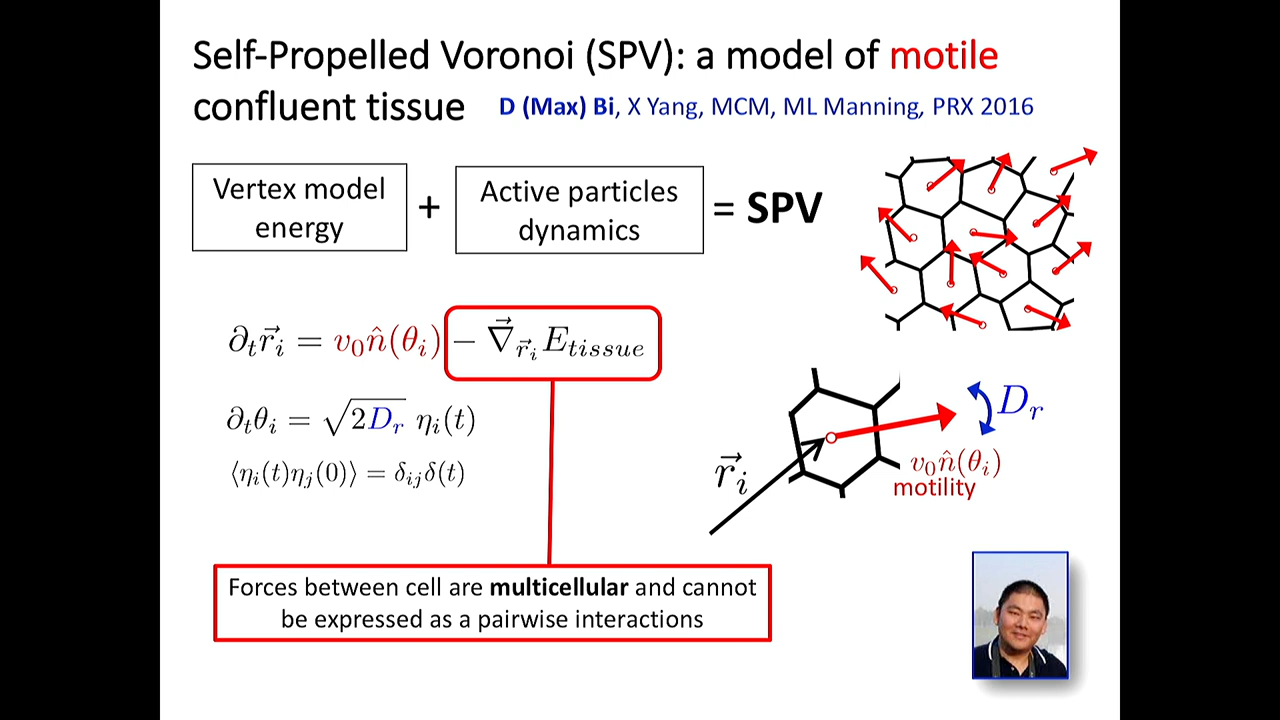 Self-Propelled Voronoi (SPV): a model of motile
confluent tissue D (Max) Bi, X Yang, MCM, ML Manning, PRX 2016
Vertex model
energy
+
Active particles
dynamics
= SPV
∂ₜr⃗ᵢ = v₀n̂(θᵢ) − ∇⃗_{r⃗ᵢ} E_{tissue}
∂ₜθᵢ = √(2Dᵣ) ηᵢ(t)
⟨ηᵢ(t)ηⱼ(0)⟩ = δᵢⱼδ(t)
Dᵣ
r⃗ᵢ
v₀n̂(θᵢ)
motility
Forces between cell are multicellular and cannot
be expressed as a pairwise interactions